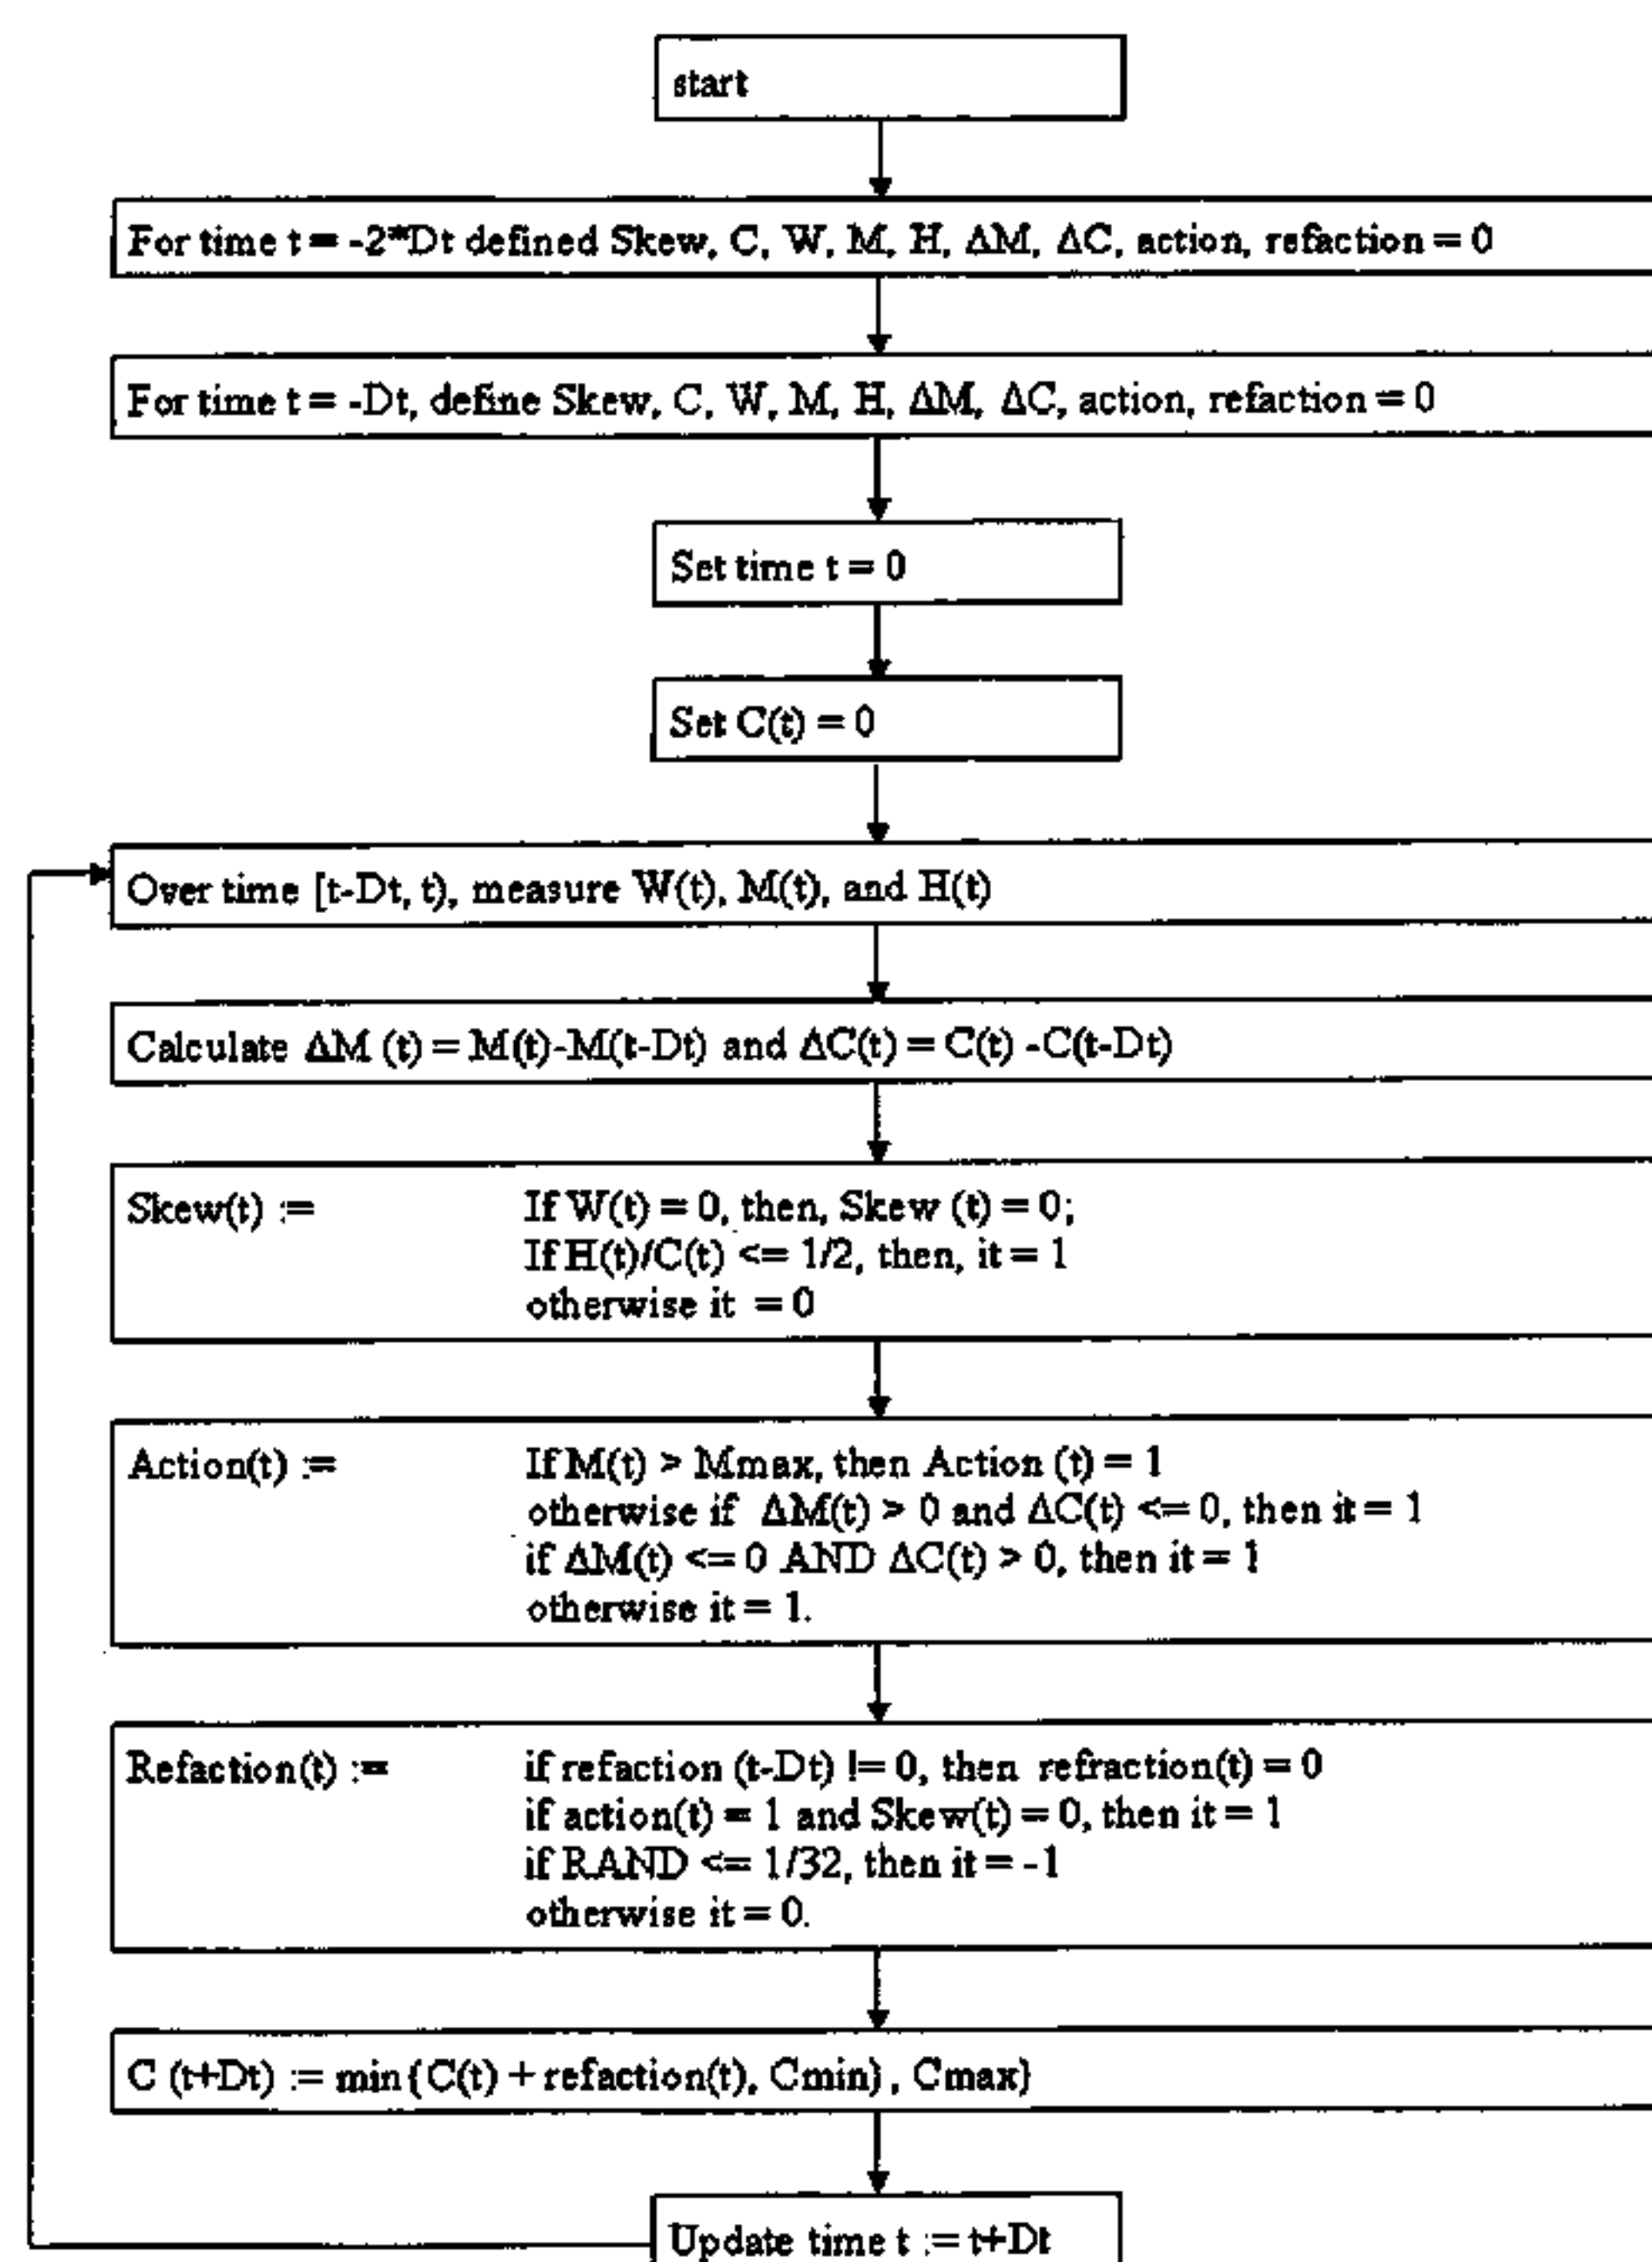 start
For time t = -2*Dt defined Skew, C, W, M, H, ΔM, ΔC, action, refaction = 0
For time t = -Dt, define Skew, C, W, M, H, ΔM, ΔC, action, refaction = 0
Set time t = 0
Set C(t) = 0
Over time [t-Dt, t), measure W(t), M(t), and H(t)
Calculate ΔM (t) = M(t)-M(t-Dt) and ΔC(t) = C(t) -C(t-Dt)
Skew(t) := If W(t) = 0, then, Skew (t) = 0;
If H(t)/C(t) <= 1/2, then, it = 1
otherwise it = 0
Action(t) := If M(t) > Mmax, then Action (t) = 1
otherwise if ΔM(t) > 0 and ΔC(t) <= 0, then it = 1
if ΔM(t) <= 0 AND ΔC(t) > 0, then it = 1
otherwise it = 1.
Refaction(t) := if refaction (t-Dt) != 0, then refraction(t) = 0
if action(t) = 1 and Skew(t) = 0, then it = 1
if RAND <= 1/32, then it = -1
otherwise it = 0.
C (t+Dt) := min{C(t) + refaction(t), Cmin}, Cmax}
Update time t := t+Dt